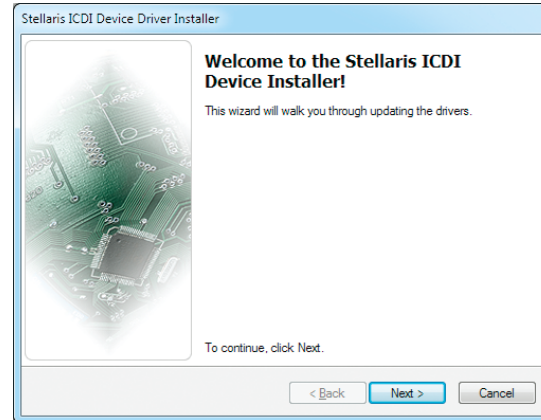 Stellaris ICDI Device Driver Installer
Welcome to the Stellaris ICDI
Device Installer!
This wizard will walk you through updating the drivers.
To continue, click Next.
< Back
Next >
Cancel